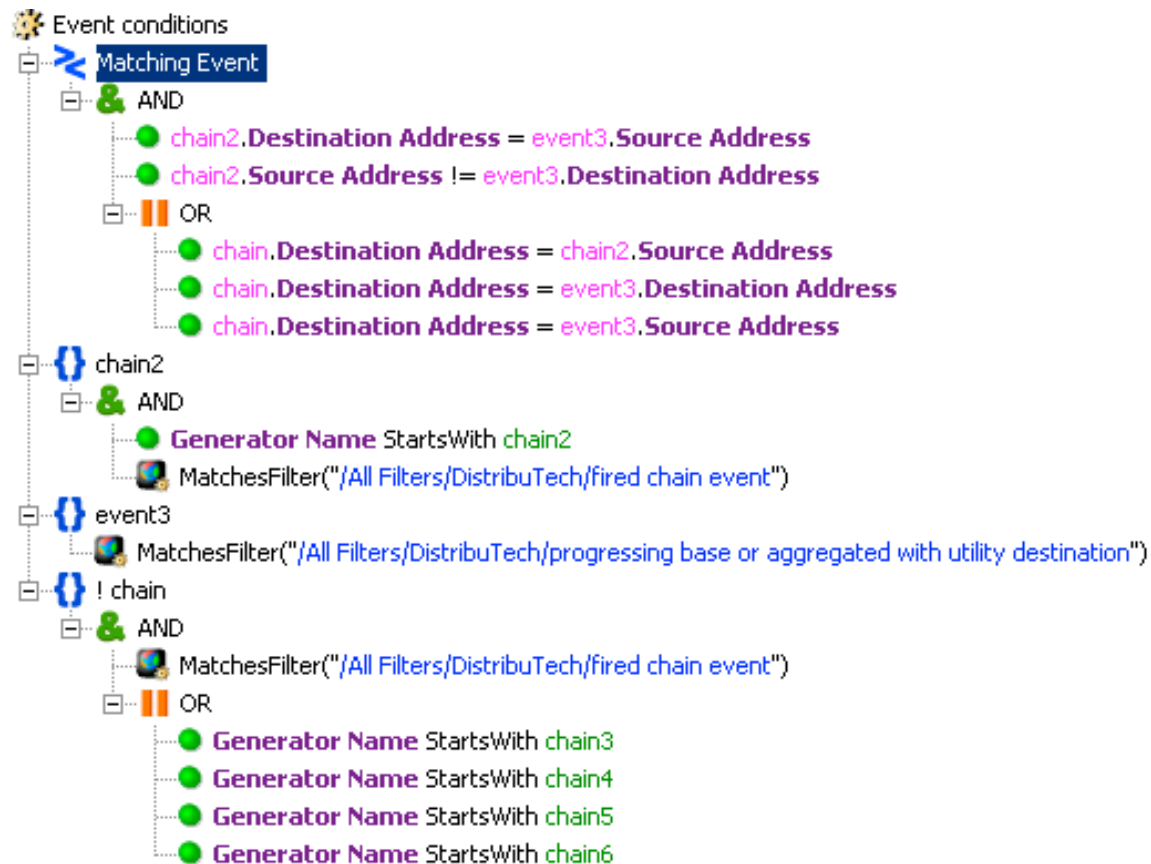 Event conditions
Matching Event
& AND
chain2.Destination Address = event3.Source Address
chain2.Source Address != event3.Destination Address
OR
chain.Destination Address = chain2.Source Address
chain.Destination Address = event3.Destination Address
chain.Destination Address = event3.Source Address
{} chain2
& AND
Generator Name StartsWith chain2
MatchesFilter("/All Filters/DistribuTech/fired chain event")
{} event3
MatchesFilter("/All Filters/DistribuTech/progressing base or aggregated with utility destination")
{} ! chain
& AND
MatchesFilter("/All Filters/DistribuTech/fired chain event")
OR
Generator Name StartsWith chain3
Generator Name StartsWith chain4
Generator Name StartsWith chain5
Generator Name StartsWith chain6